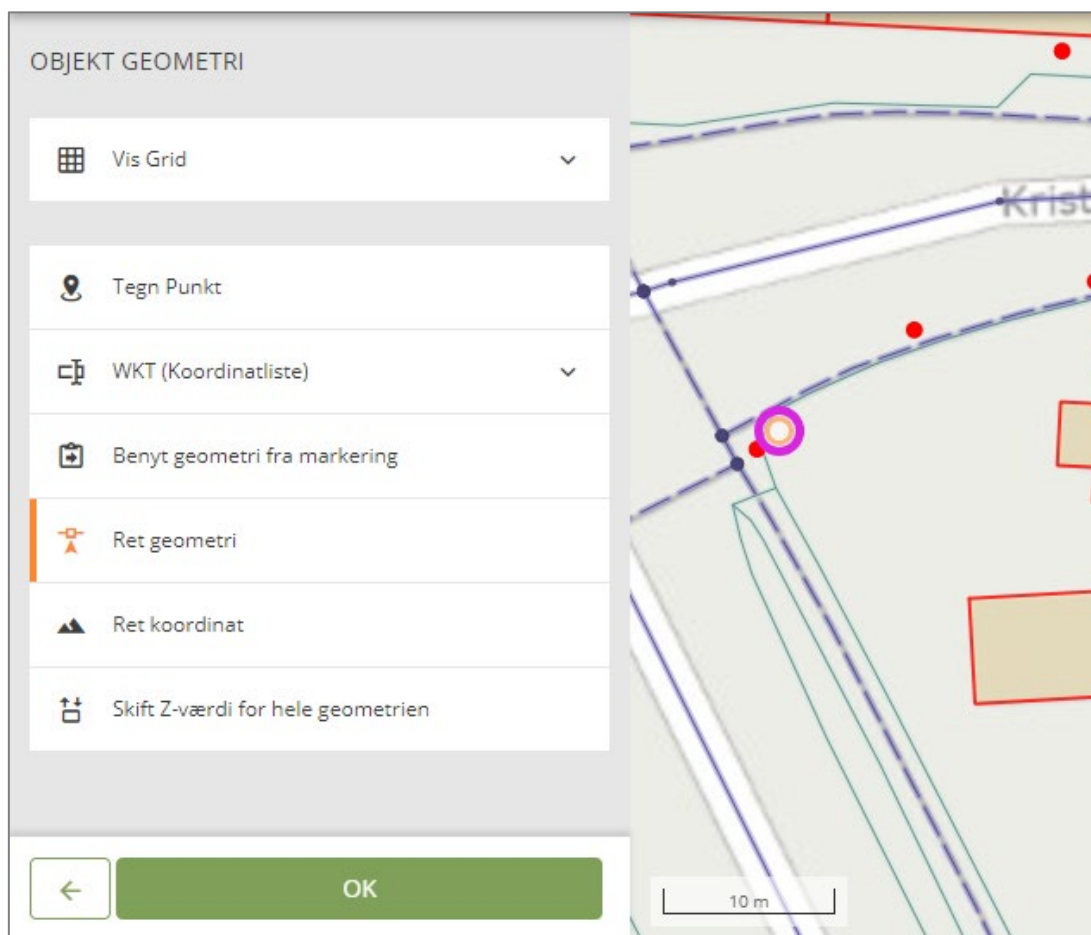 OBJEKT GEOMETRI
Vis Grid
Tegn Punkt
WKT (Koordinatliste)
Benyt geometri fra markering
Ret geometri
Ret koordinat
Skift Z-værdi for hele geometrien
OK
Krist
10 m